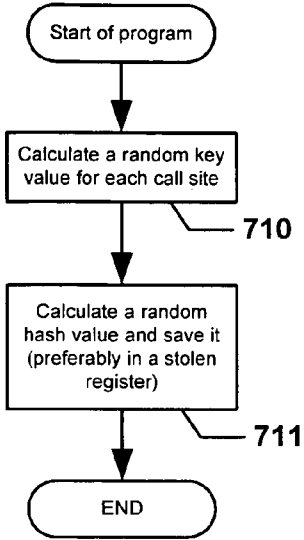 Start of program
Calculate a random key
value for each call site
710
Calculate a random
hash value and save it
(preferably in a stolen
register)
711
END